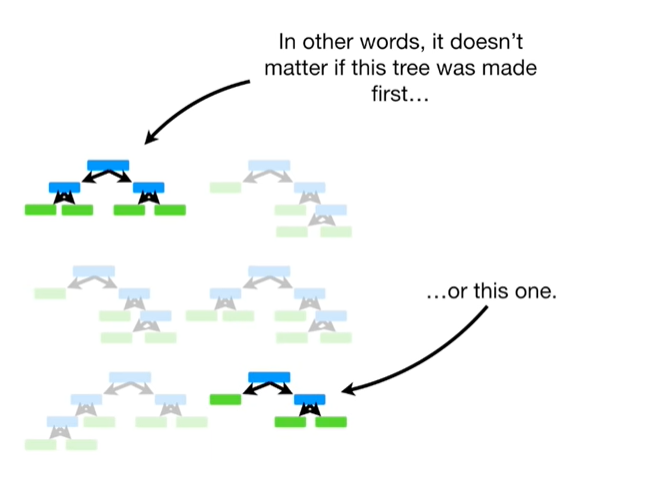 In other words, it doesn’t
matter if this tree was made
first…
…or this one.